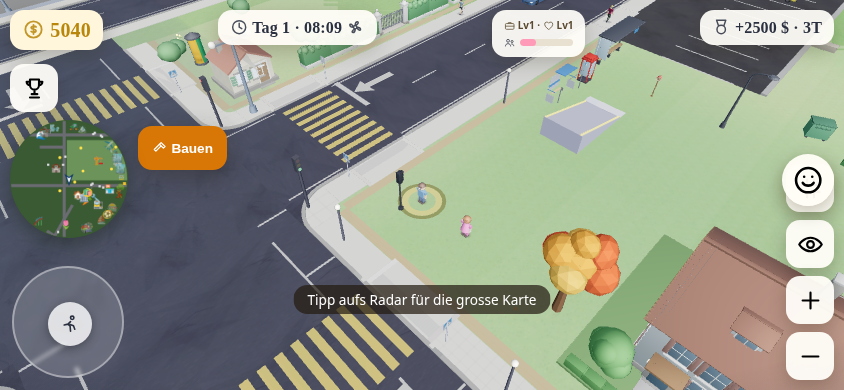 5040
Tag 1 · 08:09
Lv1 · Lv1
+2500 $ · 3T
Bauen
Tipp aufs Radar für die grosse Karte